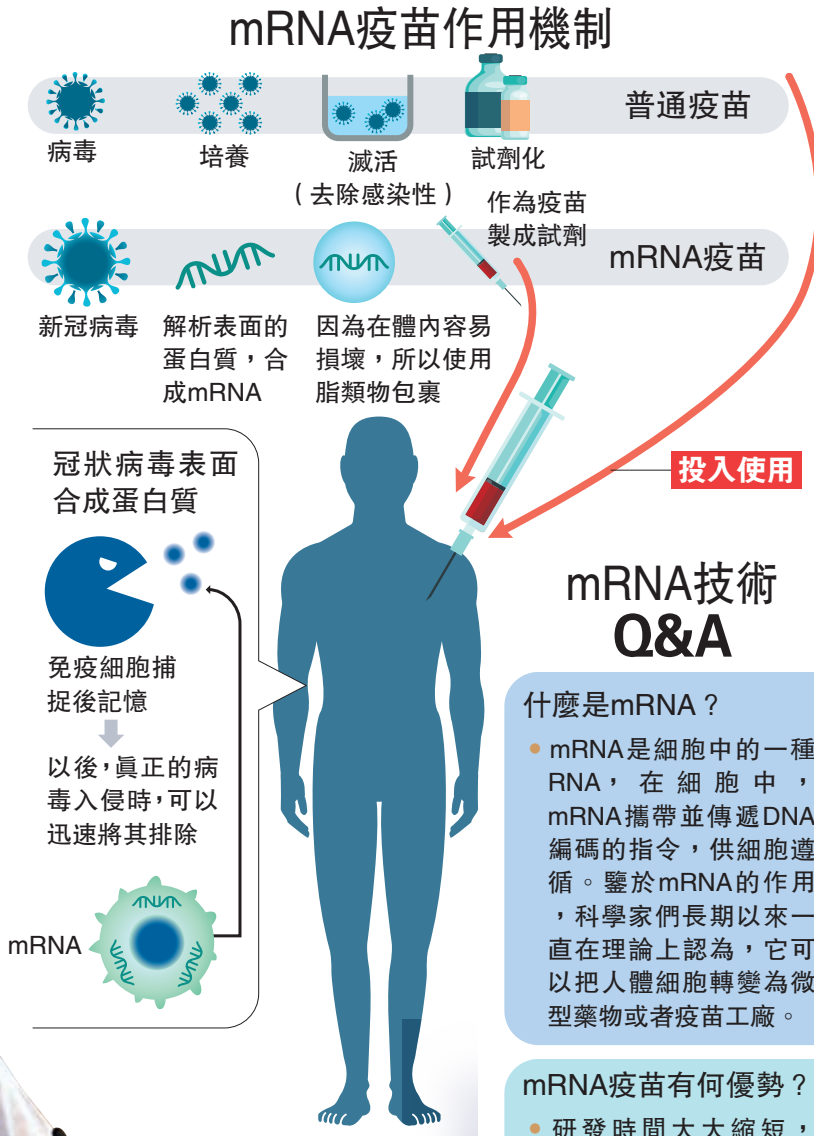 mRNA疫苗作用機制
普通疫苗
病毒
培養
滅活
（去除感染性）
試劑化
作為疫苗
製成試劑
mRNA疫苗
新冠病毒
解析表面的
蛋白質，合
成mRNA
因為在體內容易
損壞，所以使用
脂類物包裹
投入使用
冠狀病毒表面
合成蛋白質
免疫細胞捕
捉後記憶
以後，眞正的病
毒入侵時，可以
迅速將其排除
mRNA
mRNA技術
Q&A
什麼是mRNA？
• mRNA是細胞中的一種
RNA，在細胞中，
mRNA攜帶並傳遞DNA
編碼的指令，供細胞遵
循。鑒於mRNA的作用
，科學家們長期以來一
直在理論上認為，它可
以把人體細胞轉變為微
型藥物或者疫苗工廠。
mRNA疫苗有何優勢？
• 研發時間大大縮短，